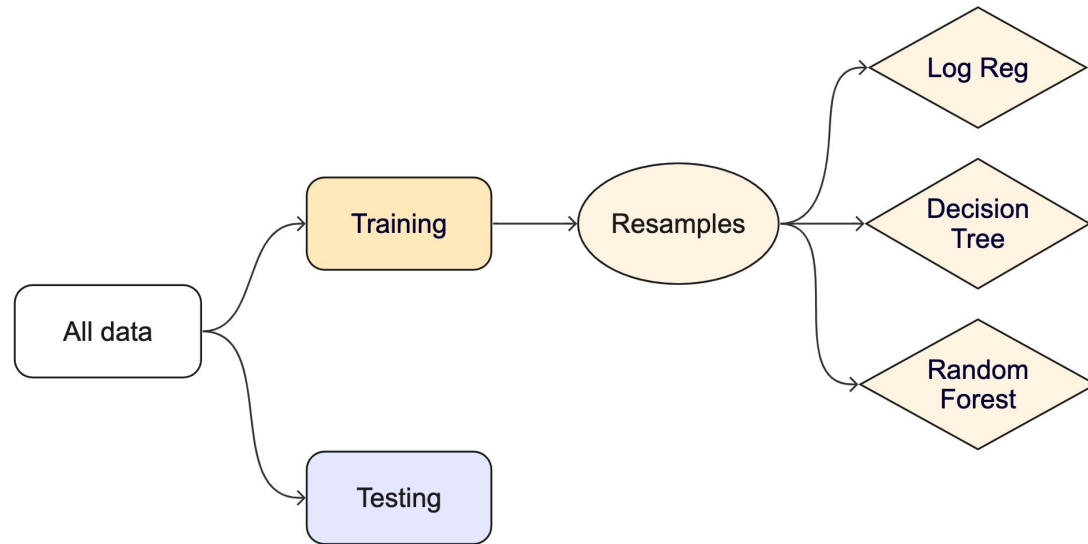 All data
Training
Testing
Resamples
Log Reg
Decision
Tree
Random
Forest